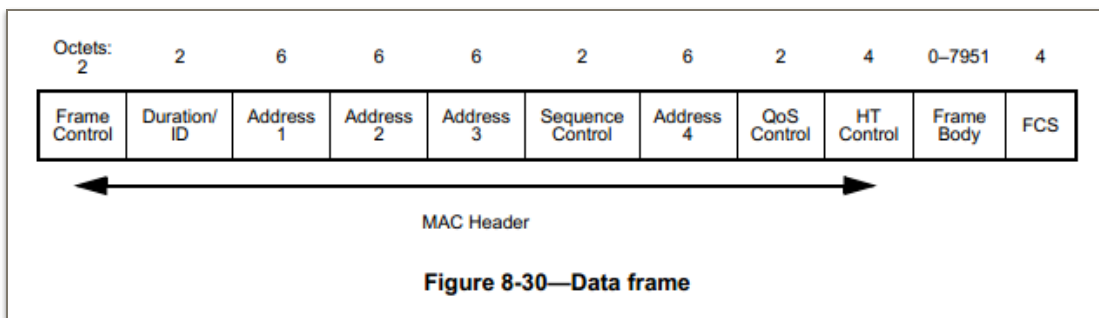 Octets:
2 2 6 6 6 2 6 2 4 0–7951 4
Frame Control Duration/ ID Address 1 Address 2 Address 3 Sequence Control Address 4 QoS Control HT Control Frame Body FCS
MAC Header
Figure 8-30—Data frame